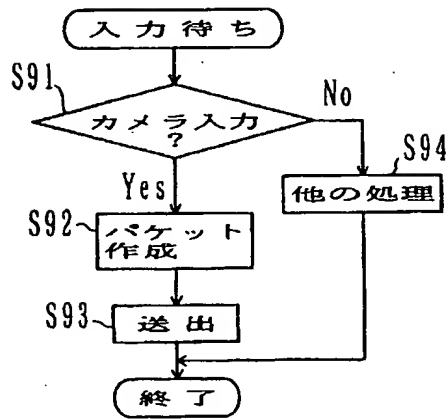 入力待ち
S91
カメラ入力
?
No
S94
Yes
他の処理
S92
パケット
作成
S93
送出
終了